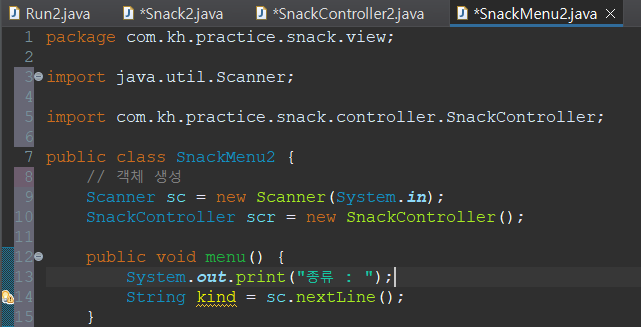 Run2.java *Snack2.java *SnackController2.java *SnackMenu2.java
1 package com.kh.practice.snack.view;
2
3 import java.util.Scanner;
4
5 import com.kh.practice.snack.controller.SnackController;
6
7 public class SnackMenu2 {
8 // 객체 생성
9 Scanner sc = new Scanner(System.in);
10 SnackController scr = new SnackController();
11
12 public void menu() {
13 System.out.print("종류 : ");
14 String kind = sc.nextLine();
15 }